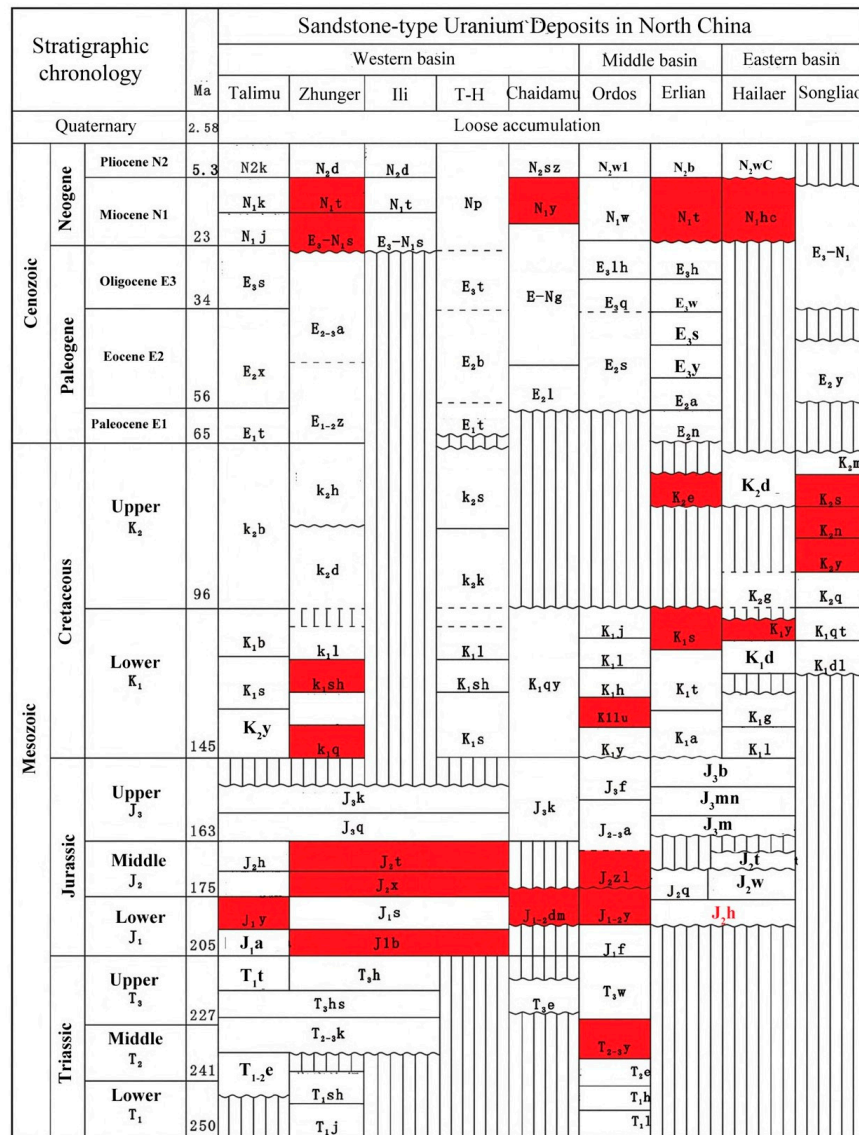 Sandstone-type Uranium Deposits in North China
Stratigraphic chronology
Western basin Middle basin Eastern basin
Ma Talimu Zhunger Ili T-H Chaidamu Ordos Erlian Hailaer Songliao
Quaternary 2.58 Loose accumulation
Cenozoic
Neogene
Pliocene N2 5.3 N2k N₂d N₂d N₂sz N₂wl N₂b N₂wC
Miocene N1 23
N₁k N₁t N₁t Np N₁y N₁w N₁t N₁hc
N₁j E₃-N₁s E₃-N₁s E₃-N₁
Paleogene
Oligocene E3 34
E₃s E₃t E-Ng E₃lh E₃h
E₃q E₃w
Eocene E2 56
E₂₋₃a E₃s
E₂x E₂b E₂s E₃y E₂y
E₂l E₂a
Paleocene E1 65
E₁t E₁₋₂z E₁t E₂n
Mesozoic
Cretaceous
Upper K₂ 96
K₂m
k₂b k₂h k₂s K₂e K₂d K₂s
K₂n
k₂d k₂k K₂y
K₂g K₂q
Lower K₁ 145
K₁b k₁l K₁l K₁j K₁s K₁y K₁qt
K₁l K₁d K₁dl
K₁s k₁sh K₁sh K₁qy K₁h K₁t
K₂y K1lu K₁g
k₁q K₁s K₁y K₁a K₁l
Jurassic
Upper J₃ 163
J₃b
J₃k J₃k J₃f J₃mn
J₃q J₂₋₃a J₃m
Middle J₂ 175
J₂h J₂t J₂zl J₂t
J₂x J₂q J₂w
Lower J₁ 205
J₁y J₁s J₁₋₂dm J₁₋₂y J₂h
J₁a J1b J₁f
Triassic
Upper T₃ 227
T₁t T₃h T₃w
T₃hs T₃e
Middle T₂ 241
T₂₋₃k T₂₋₃y
T₁₋₂e T₂e
Lower T₁ 250
T₁sh T₁h
T₁j T₁l